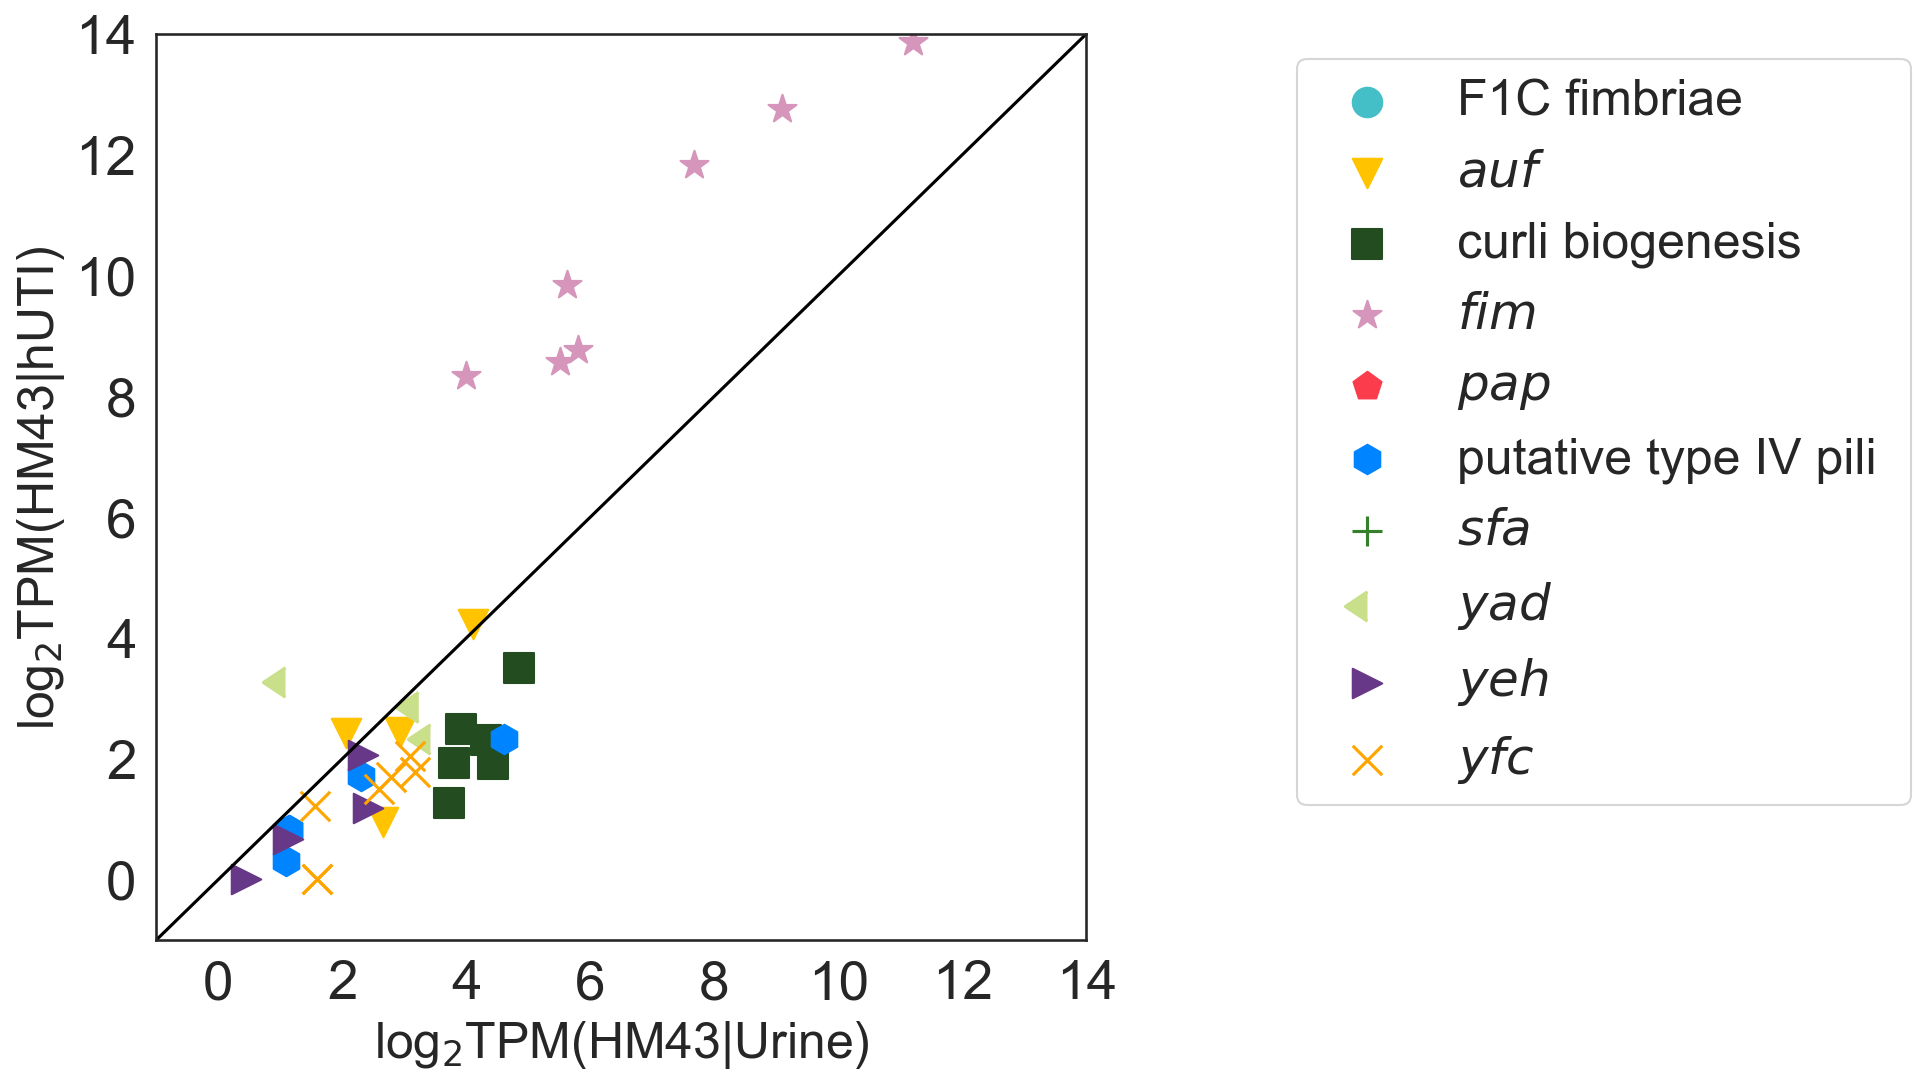 14
12
10
8
6
4
2
0
log₂TPM(HM43|hUTI)
0 2 4 6 8 10 12 14
log₂TPM(HM43|Urine)
F1C fimbriae
auf
curli biogenesis
fim
pap
putative type IV pili
sfa
yad
yeh
yfc